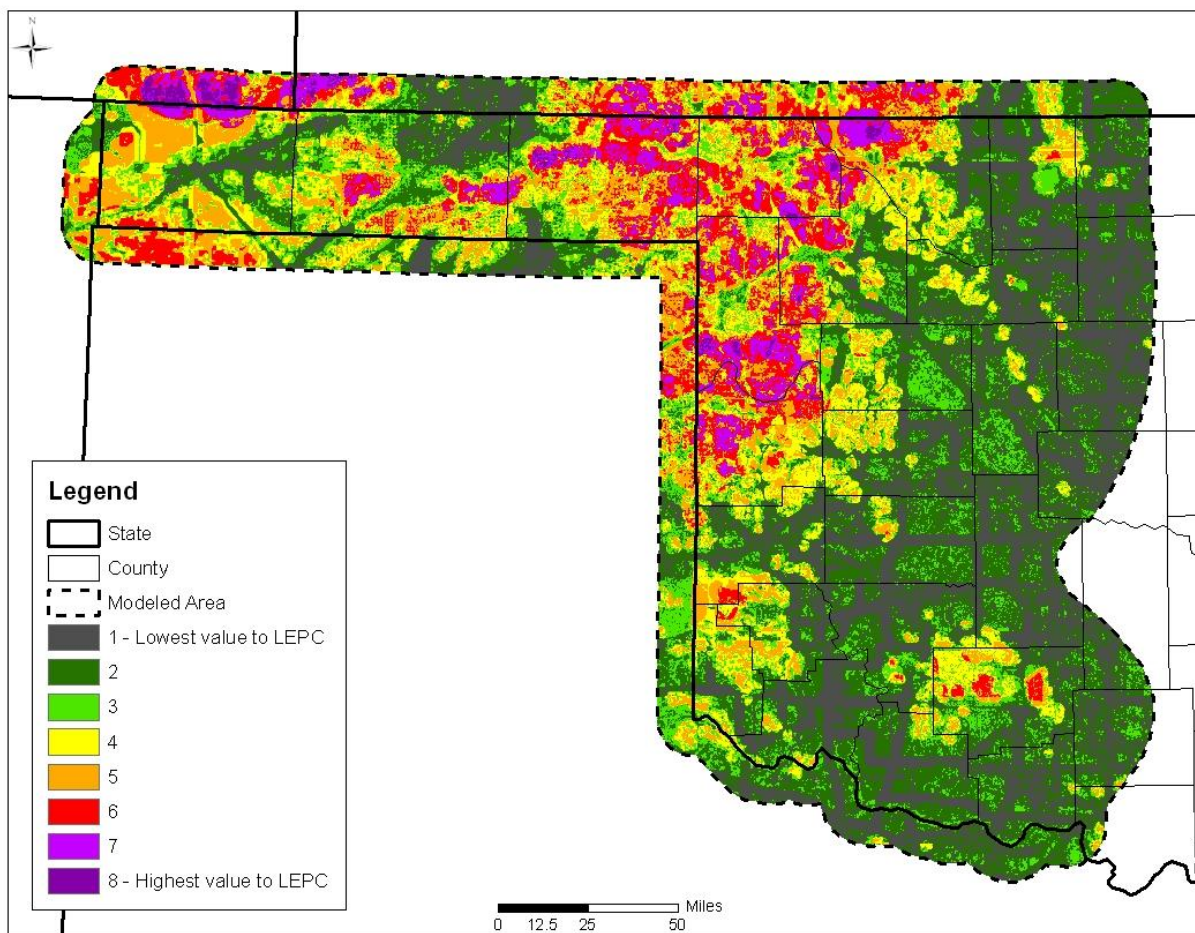 N
Legend
State
County
Modeled Area
1 - Lowest value to LEPC
2
3
4
5
6
7
8 - Highest value to LEPC
Miles
0 12.5 25 50